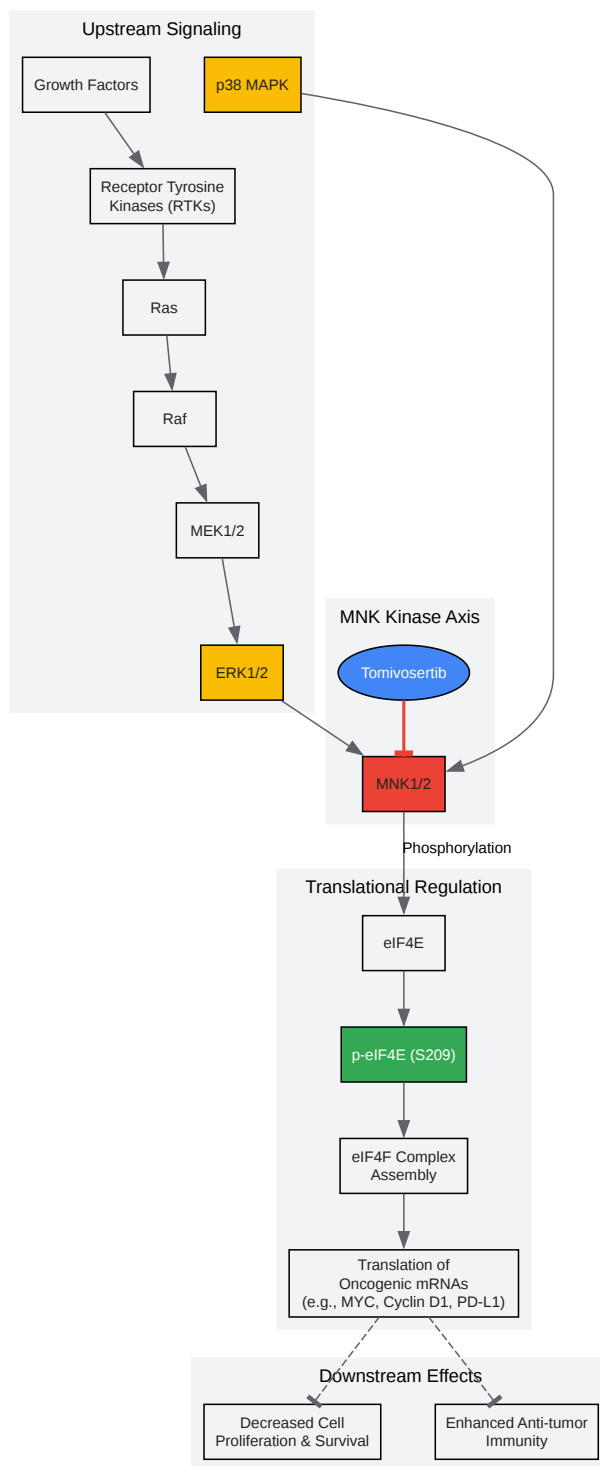 Upstream Signaling
Growth Factors
p38 MAPK
Receptor Tyrosine
Kinases (RTKs)
Ras
Raf
MEK1/2
ERK1/2
MNK Kinase Axis
Tomivosertib
MNK1/2
Phosphorylation
Translational Regulation
eIF4E
p-eIF4E (S209)
eIF4F Complex
Assembly
Translation of
Oncogenic mRNAs
(e.g., MYC, Cyclin D1, PD-L1)
Downstream Effects
Decreased Cell
Proliferation & Survival
Enhanced Anti-tumor
Immunity